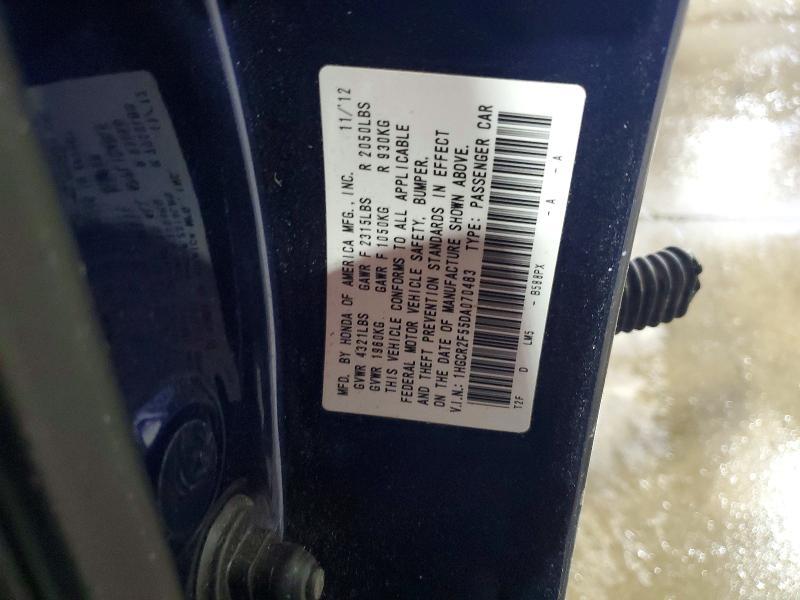 MFD. BY HONDA OF AMERICA MFG., INC. 11/'12
GVWR 4321LBS GAWR F 2315LBS R 2050LBS
GVWR 1960KG GAWR F 1050KG R 930KG
THIS VEHICLE CONFORMS TO ALL APPLICABLE
FEDERAL MOTOR VEHICLE SAFETY, BUMPER,
AND THEFT PREVENTION STANDARDS IN EFFECT
ON THE DATE OF MANUFACTURE SHOWN ABOVE.
V.I.N.: 1HGCR2F55DA070483 TYPE: PASSENGER CAR
T2F D LM5 - B588PX - A - A